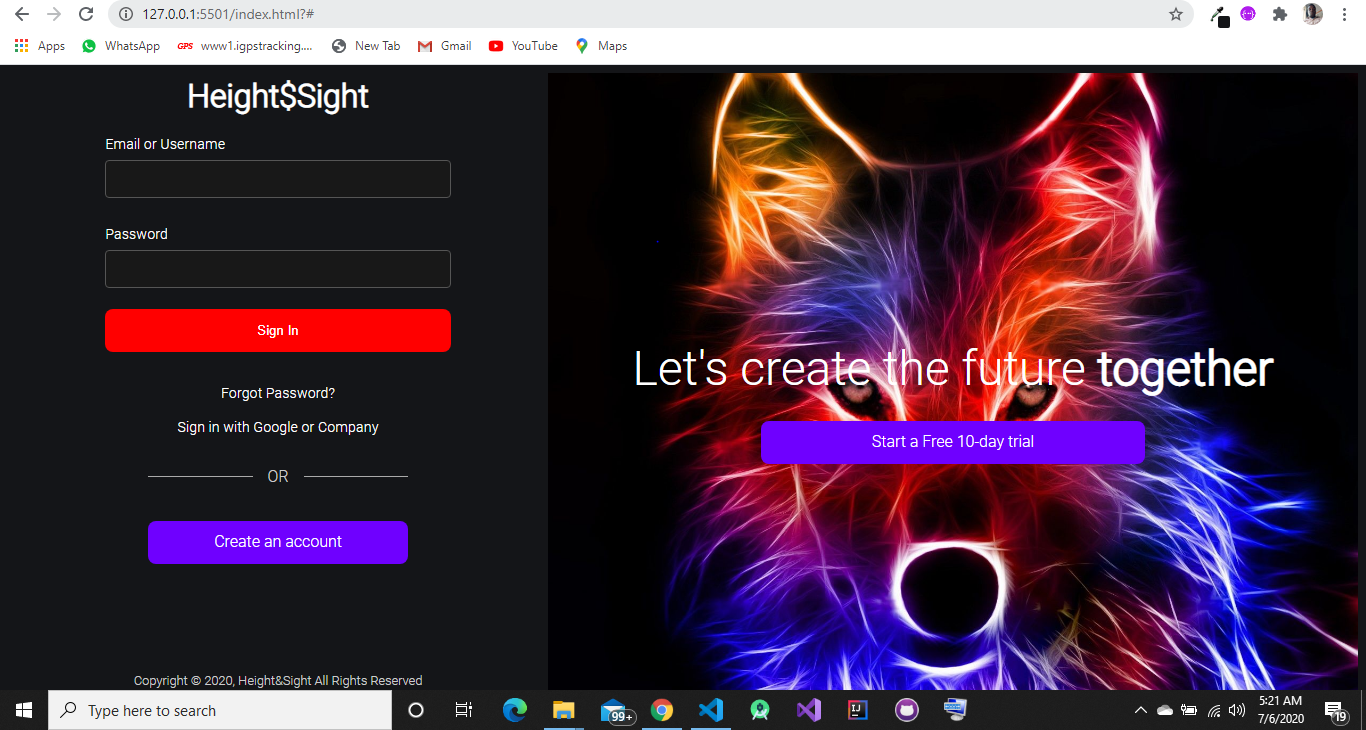 127.0.0.1:5501/index.html?#
Apps WhatsApp GPS www1.igpstracking.... New Tab Gmail YouTube Maps
Height$Sight
Email or Username
Password
Sign In
Forgot Password?
Sign in with Google or Company
OR
Create an account
Copyright © 2020, Height&Sight All Rights Reserved
Let's create the future together
Start a Free 10-day trial
Type here to search
99+
IJ
5:21 AM
7/6/2020
19